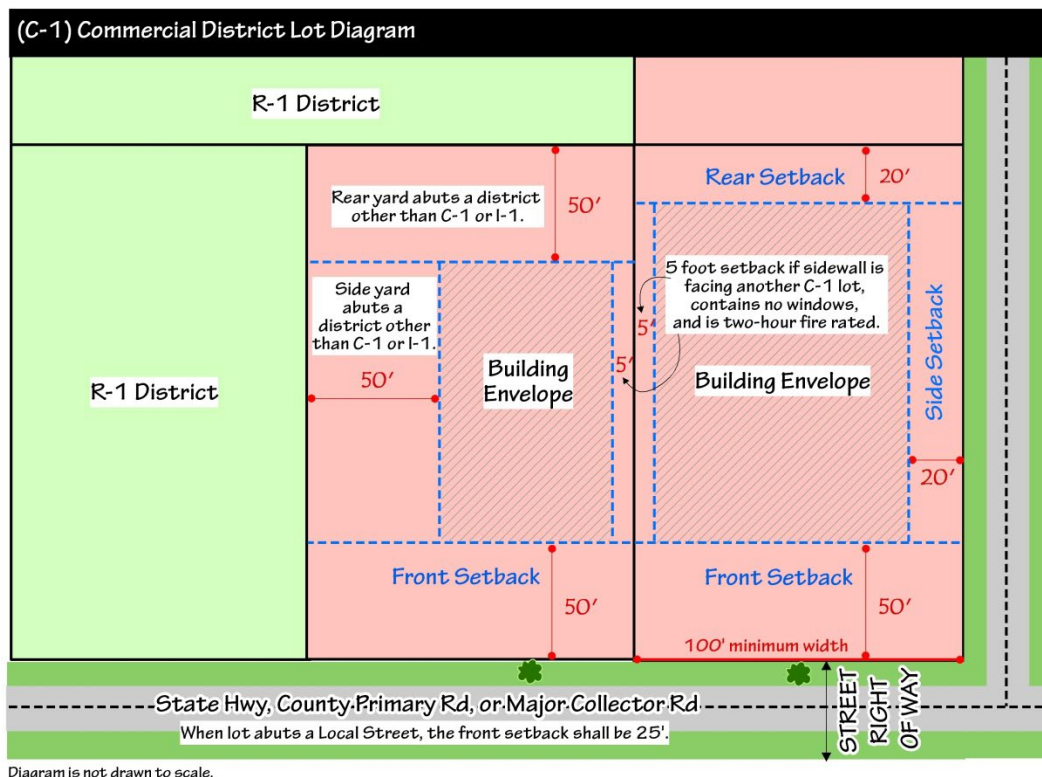 (C-1) Commercial District Lot Diagram
R-1 District
Rear yard abuts a district
other than C-1 or I-1.
50'
Rear Setback
20'
Side yard
abuts a
district other
than C-1 or I-1.
50'
5 foot setback if sidewall is
facing another C-1 lot,
contains no windows,
and is two-hour fire rated.
5'
5'
R-1 District
Building
Envelope
Building Envelope
Side Setback
20'
Front Setback
50'
Front Setback
50'
100' minimum width
State Hwy, County Primary Rd, or Major Collector Rd
When lot abuts a Local Street, the front setback shall be 25'.
STREET
RIGHT
OF WAY
Diagram is not drawn to scale.